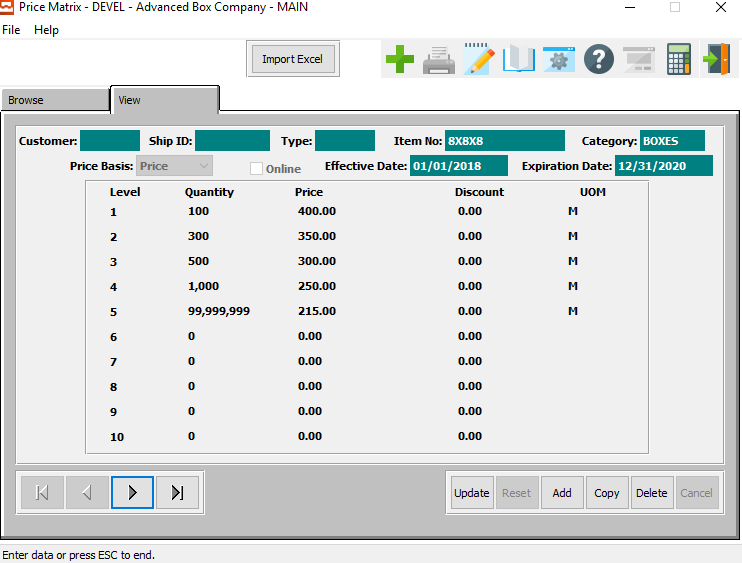 Price Matrix - DEVEL - Advanced Box Company - MAIN
File Help
Import Excel
Browse View
Customer: Ship ID: Type: Item No: 8X8X8 Category: BOXES
Price Basis: Price Online Effective Date: 01/01/2018 Expiration Date: 12/31/2020
Level Quantity Price Discount UOM
1 100 400.00 0.00 M
2 300 350.00 0.00 M
3 500 300.00 0.00 M
4 1,000 250.00 0.00 M
5 99,999,999 215.00 0.00 M
6 0 0.00 0.00
7 0 0.00 0.00
8 0 0.00 0.00
9 0 0.00 0.00
10 0 0.00 0.00
Update Reset Add Copy Delete Cancel
Enter data or press ESC to end.